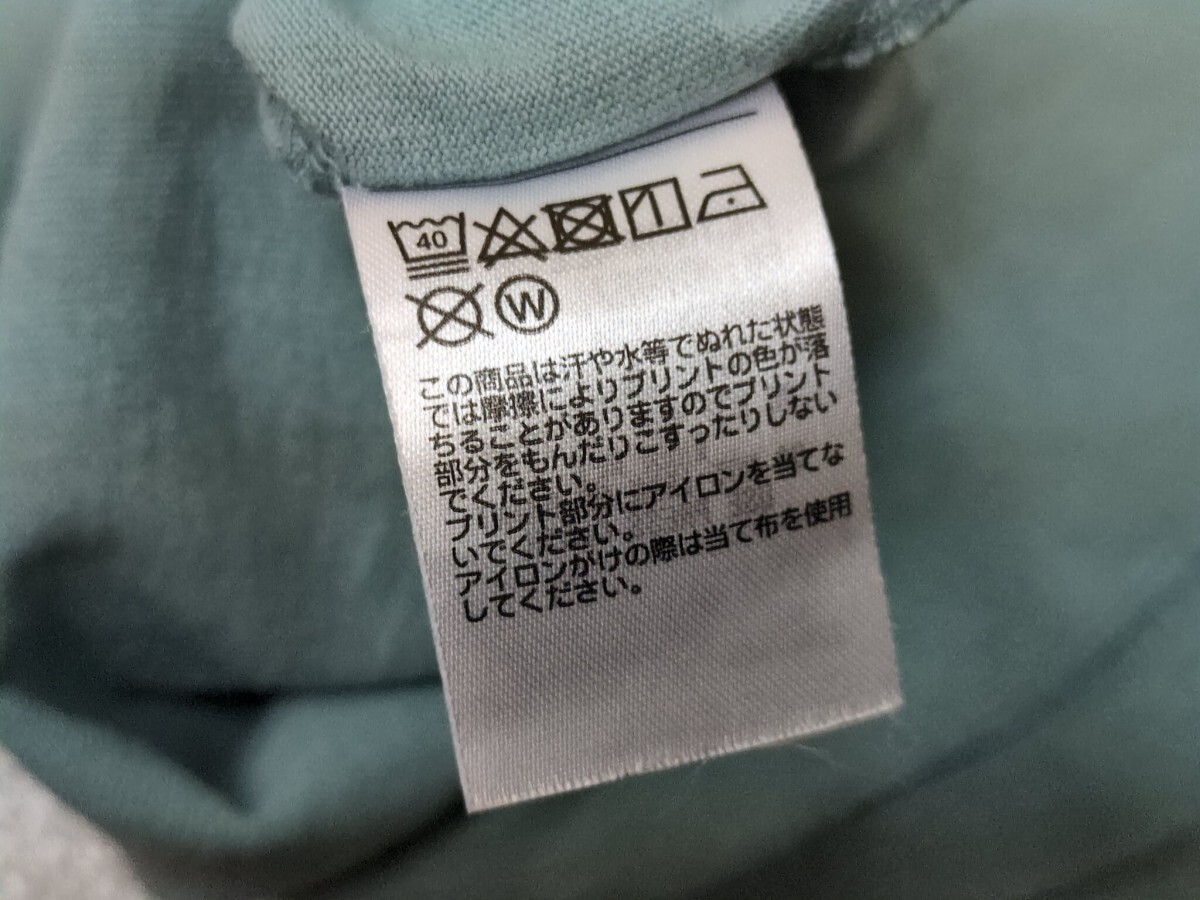 40
W
この商品は汗や水等でぬれた状態
では摩擦によりプリントの色が落
ちることがありますのでプリント
部分をもんだりこすったりしない
でください。
プリント部分にアイロンを当てな
いでください。
アイロンがけの際は当て布を使用
してください。